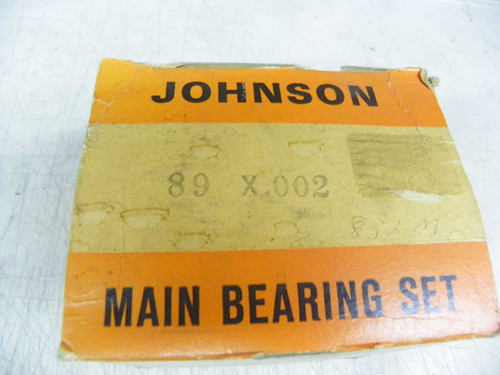 JOHNSON
89 X.002
MAIN BEARING SET